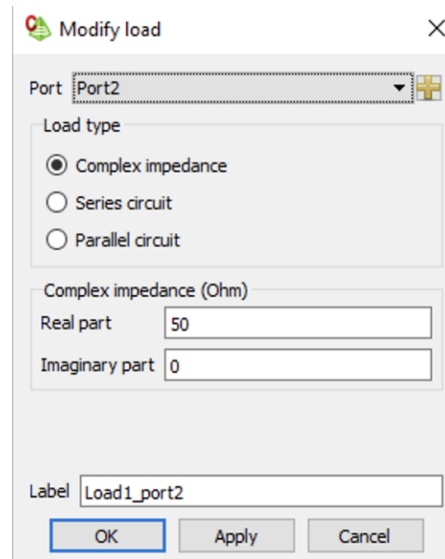 Modify load
Port Port2
Load type
Complex impedance
Series circuit
Parallel circuit
Complex impedance (Ohm)
Real part 50
Imaginary part 0
Label Load1_port2
OK Apply Cancel